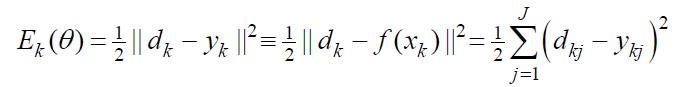 E_k(θ) = ½ || d_k − y_k ||² ≡ ½ || d_k − f(x_k) ||² = ½ ∑_{j=1}^{J} (d_{kj} − y_{kj})²